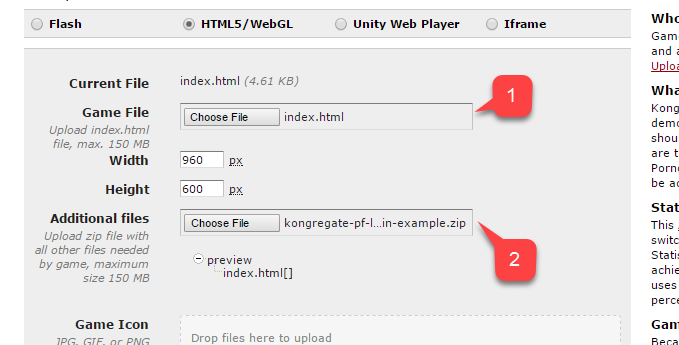 Flash
HTML5/WebGL
Unity Web Player
Iframe
Current File
index.html (4.61 KB)
Game File
Upload index.html
file, max. 150 MB
Choose File
index.html
1
Width
960
px
Height
600
px
Additional files
Upload zip file with
all other files needed
by game, maximum
size 150 MB
Choose File
kongregate-pf-l...in-example.zip
2
preview
index.html[]
Game Icon
JPG, GIF, or PNG
Drop files here to upload
Who
Gam
and a
Uploa
Wha
Kong
demo
shou
are t
Porno
be ac
Stat
This
switc
Statis
achie
uses
perce
Gam
Beca